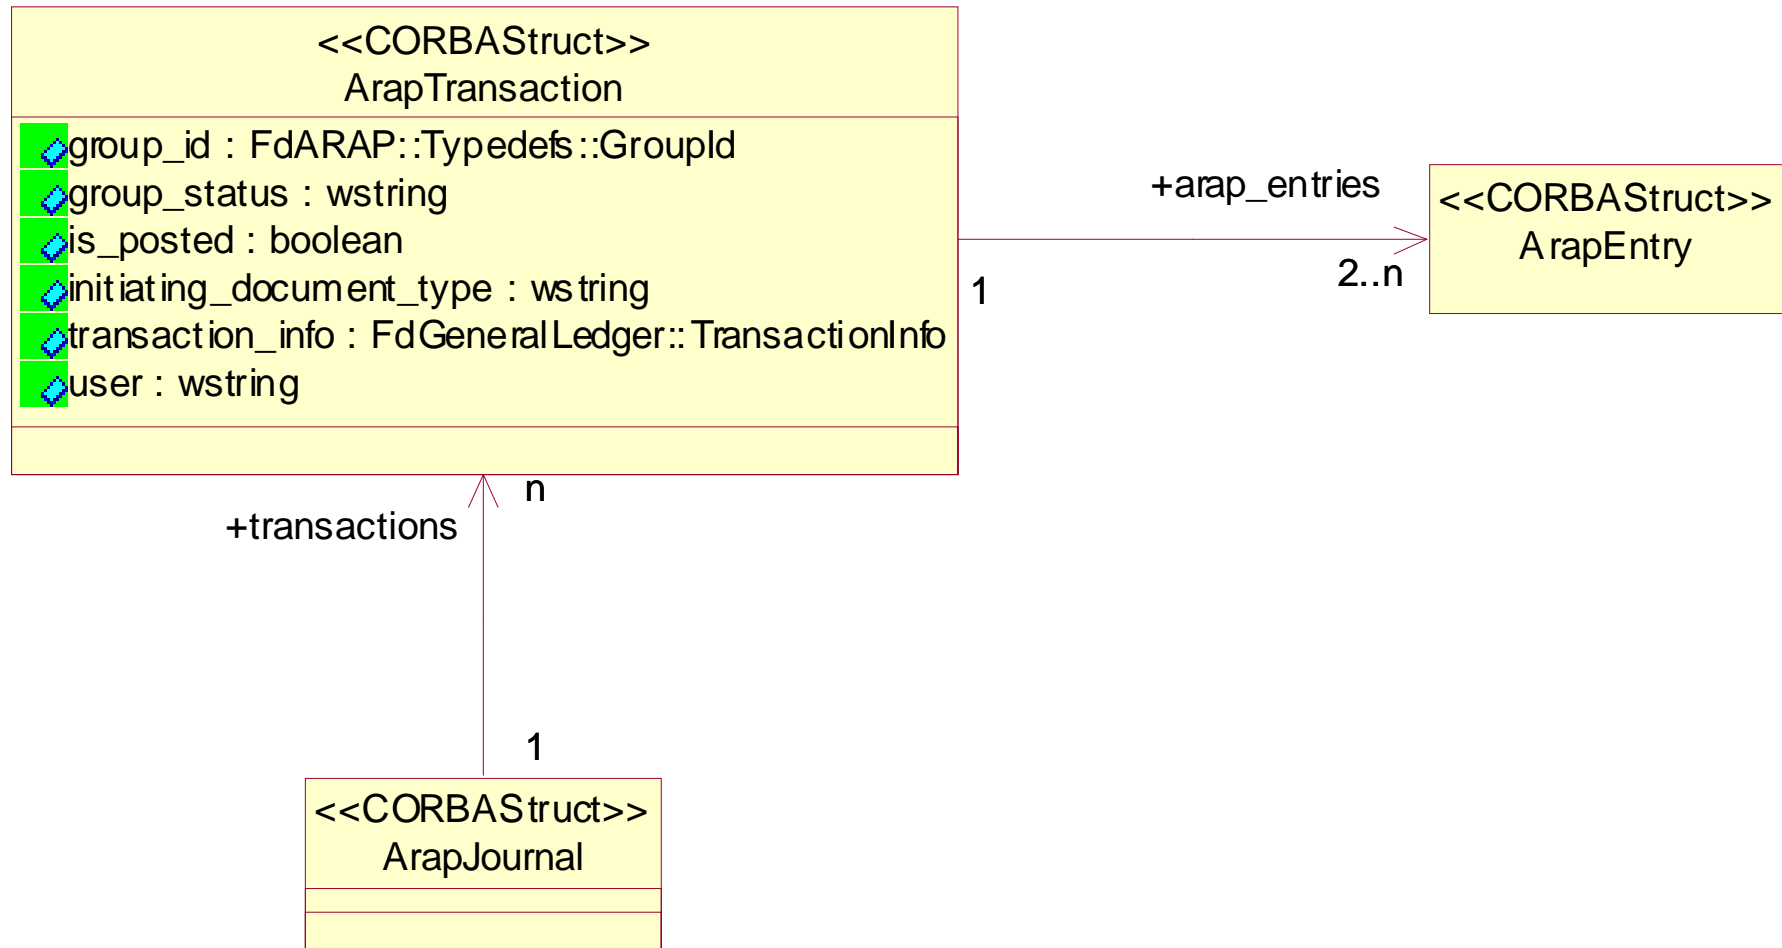 <<CORBAStruct>>
ArapTransaction
group_id : FdARAP::Typedefs::GroupId
group_status : wstring
is_posted : boolean
initiating_document_type : wstring
transaction_info : FdGeneralLedger::TransactionInfo
user : wstring
+arap_entries
1
2..n
<<CORBAStruct>>
ArapEntry
n
+transactions
1
<<CORBAStruct>>
ArapJournal